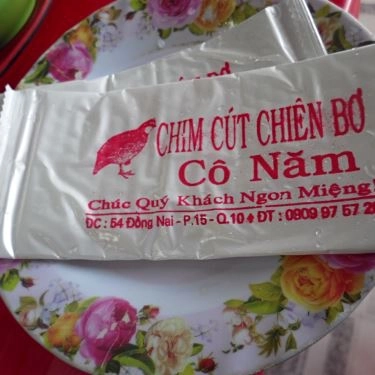 CHIM CÚT CHIÊN BƠ
Cô Năm
Chúc Quý Khách Ngon Miệng!
ĐC : 54 Đồng Nai - P.15 - Q.10 ✦ ĐT : 0909 97 57 2